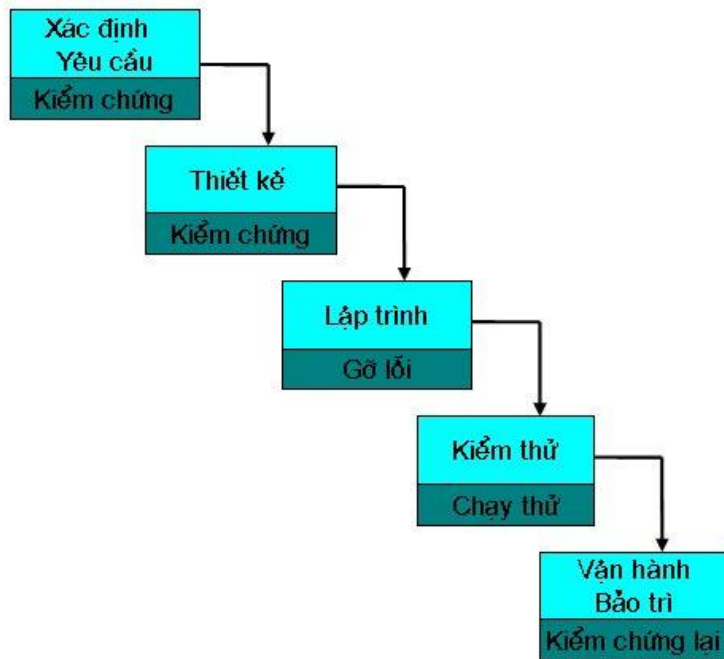 Xác định
Yêu cầu
Kiểm chứng
Thiết kế
Kiểm chứng
Lập trình
Gỡ lỗi
Kiểm thử
Chạy thử
Vận hành
Bảo trì
Kiểm chứng lại